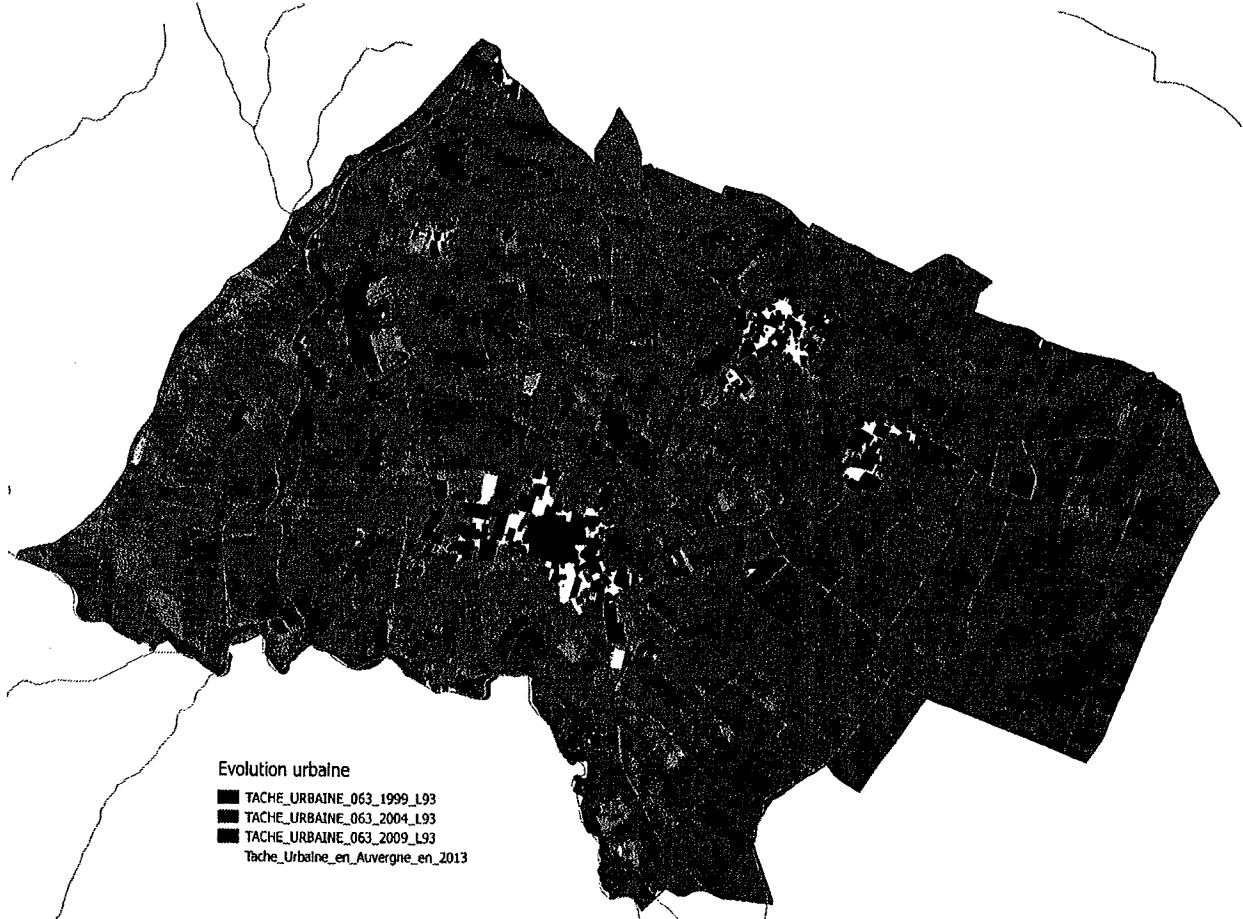 Evolution urbaine
TACHE_URBAINE_063_1999_L93
TACHE_URBAINE_063_2004_L93
TACHE_URBAINE_063_2009_L93
Tache_Urbaine_en_Auvergne_en_2013